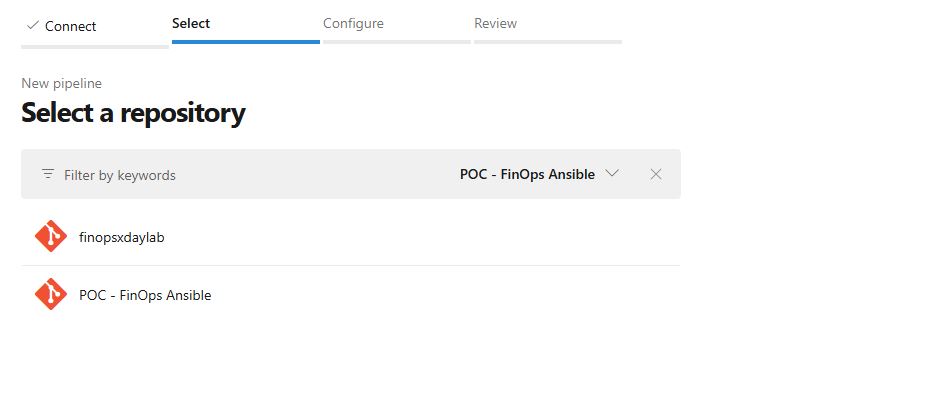 Connect
Select
Configure
Review
New pipeline
Select a repository
Filter by keywords
POC - FinOps Ansible
finopsxdaylab
POC - FinOps Ansible